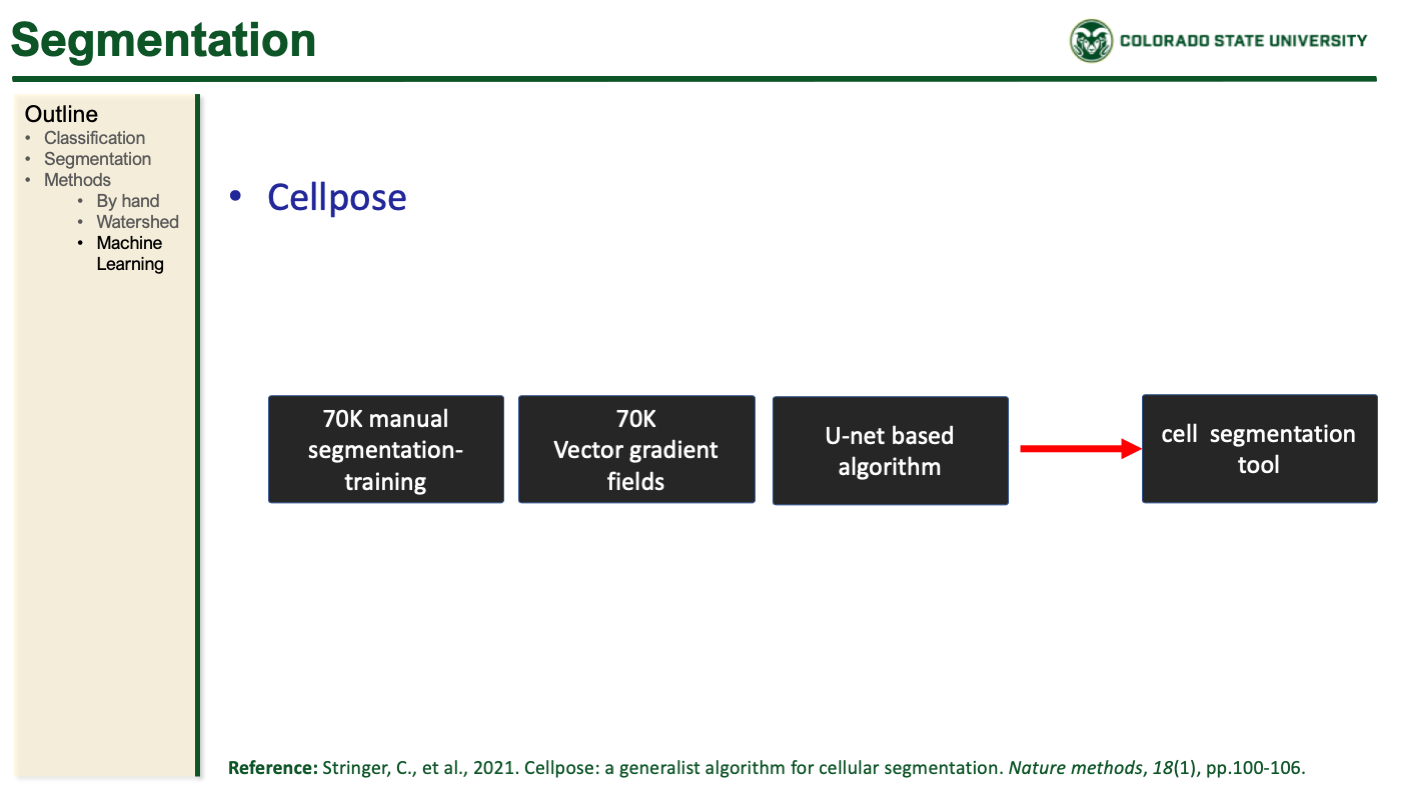 Segmentation
COLORADO STATE UNIVERSITY
Outline
• Classification
• Segmentation
• Methods
• By hand
• Watershed
• Machine
Learning
• Cellpose
70K manual
segmentation-
training
70K
Vector gradient
fields
U-net based
algorithm
cell segmentation
tool
Reference: Stringer, C., et al., 2021. Cellpose: a generalist algorithm for cellular segmentation. Nature methods, 18(1), pp.100-106.